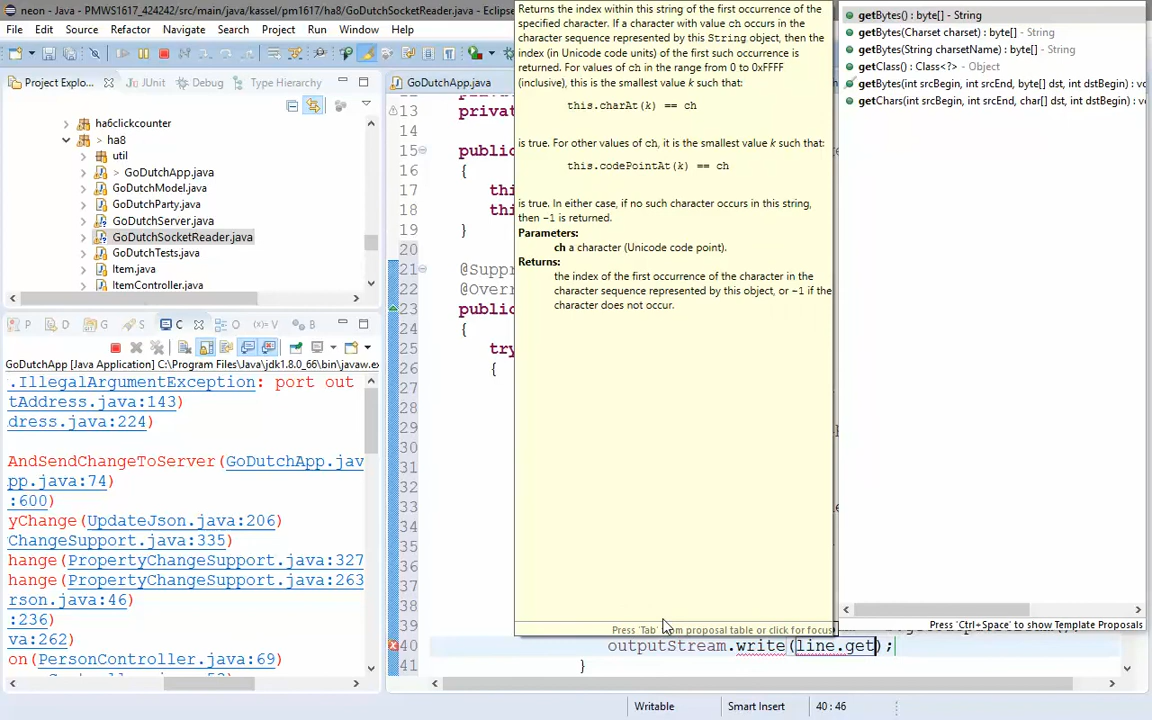 neon - Java - PMWS1617_424242/src/main/java/kassel/pm1617/ha8/GoDutchSocketReader.java - Eclipse
File Edit Source Refactor Navigate Search Project Run Window Help
Project Explo... JUnit Debug Type Hierarchy
GoDutchApp.java
ha6clickcounter
ha8
util
> GoDutchApp.java
GoDutchModel.java
GoDutchParty.java
GoDutchServer.java
GoDutchSocketReader.java
GoDutchTests.java
Item.java
ItemController.java
P D G S C O (x)= V B
GoDutchApp [Java Application] C:\Program Files\Java\jdk1.8.0_66\bin\javaw.ex
.IllegalArgumentException: port out
tAddress.java:143)
dress.java:224)
AndSendChangeToServer(GoDutchApp.jav
pp.java:74)
:600)
yChange(UpdateJson.java:206)
ChangeSupport.java:335)
hange(PropertyChangeSupport.java:327
hange(PropertyChangeSupport.java:263
rson.java:46)
:236)
va:262)
on(PersonController.java:69)
13 priva
14
15 public
16 {
17 thi
18 thi
19 }
20
21 @Suppr
22 @Overr
23 public
24 {
25 try
26 {
27
28
29
30
31
32
33
34
35
36
37
38
39
40 outputStream.write(line.get);
41 }
Returns the index within this string of the first occurrence of the
specified character. If a character with value ch occurs in the
character sequence represented by this String object, then the
index (in Unicode code units) of the first such occurrence is
returned. For values of ch in the range from 0 to 0xFFFF
(inclusive), this is the smallest value k such that:
this.charAt(k) == ch
is true. For other values of ch, it is the smallest value k such that:
this.codePointAt(k) == ch
is true. In either case, if no such character occurs in this string,
then -1 is returned.
Parameters:
ch a character (Unicode code point).
Returns:
the index of the first occurrence of the character in the
character sequence represented by this object, or -1 if the
character does not occur.
Press 'Tab' from proposal table or click for focus
getBytes() : byte[] - String
getBytes(Charset charset) : byte[] - String
getBytes(String charsetName) : byte[] - String
getClass() : Class<?> - Object
getBytes(int srcBegin, int srcEnd, byte[] dst, int dstBegin) : vo
getChars(int srcBegin, int srcEnd, char[] dst, int dstBegin) : vo
Press 'Ctrl+Space' to show Template Proposals
Writable Smart Insert 40 : 46